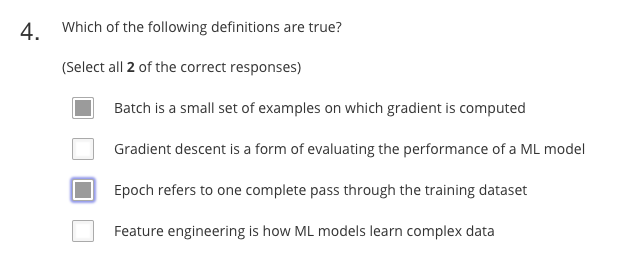 4. Which of the following definitions are true?
(Select all 2 of the correct responses)
Batch is a small set of examples on which gradient is computed
Gradient descent is a form of evaluating the performance of a ML model
Epoch refers to one complete pass through the training dataset
Feature engineering is how ML models learn complex data